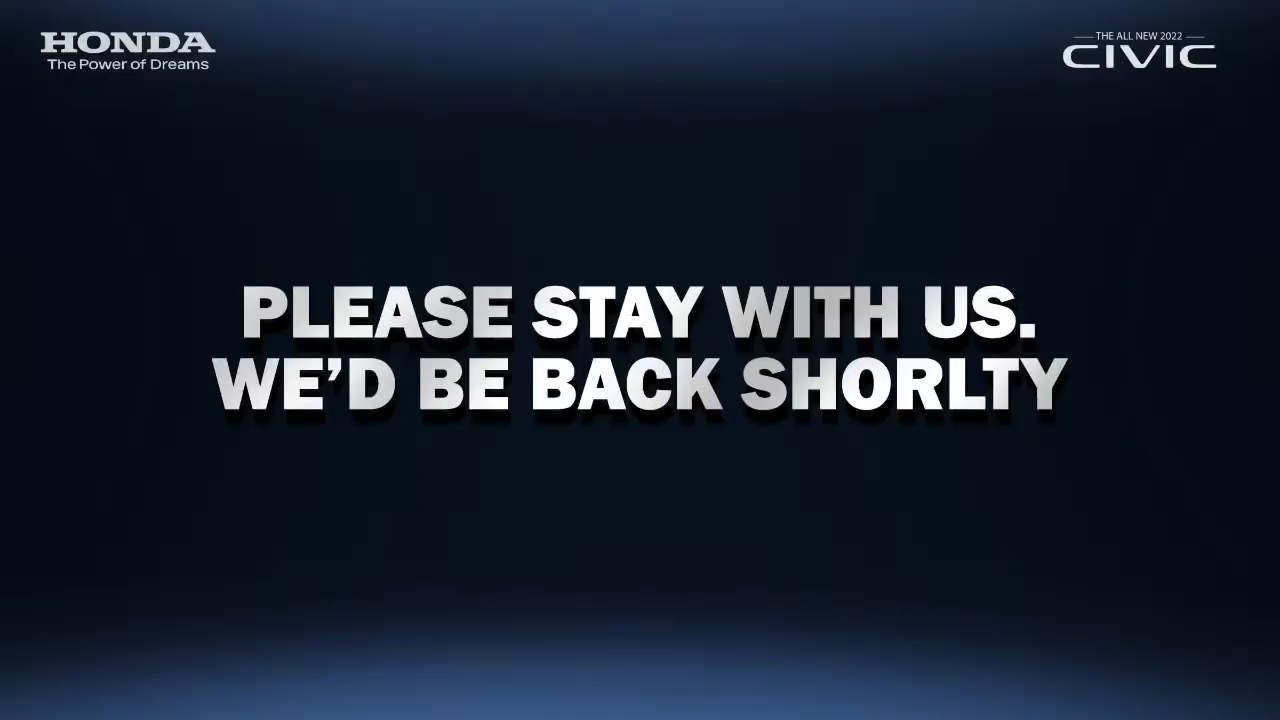 HONDA
The Power of Dreams
THE ALL NEW 2022
CIVIC
PLEASE STAY WITH US.
WE'D BE BACK SHORLTY